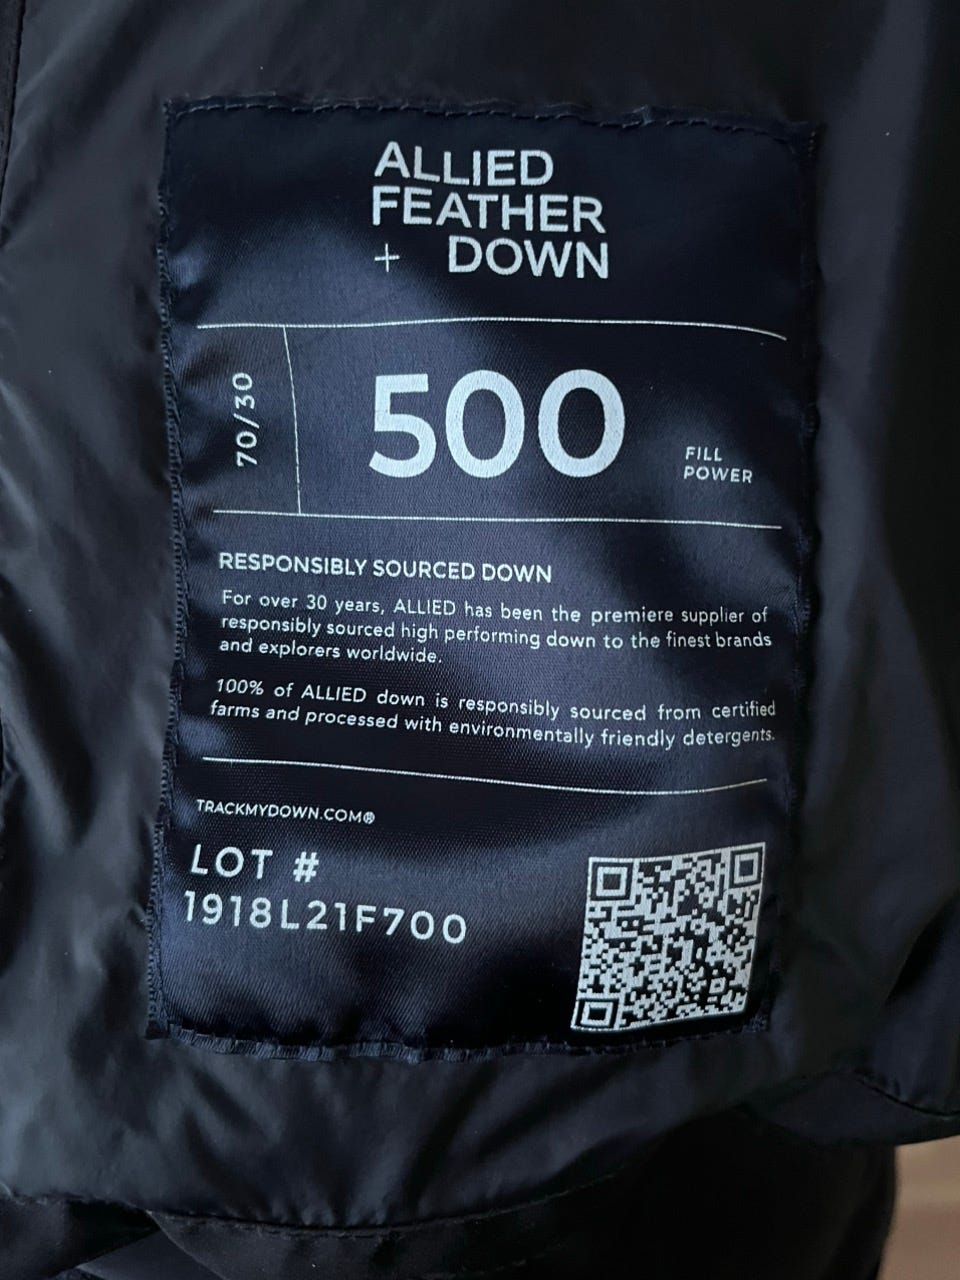 ALLIED
FEATHER
+ DOWN
70/30
500
FILL
POWER
RESPONSIBLY SOURCED DOWN
For over 30 years, ALLIED has been the premiere supplier of
responsibly sourced high performing down to the finest brands
and explorers worldwide.
100% of ALLIED down is responsibly sourced from certified
farms and processed with environmentally friendly detergents.
TRACKMYDOWN.COM®
LOT #
1918L21F700